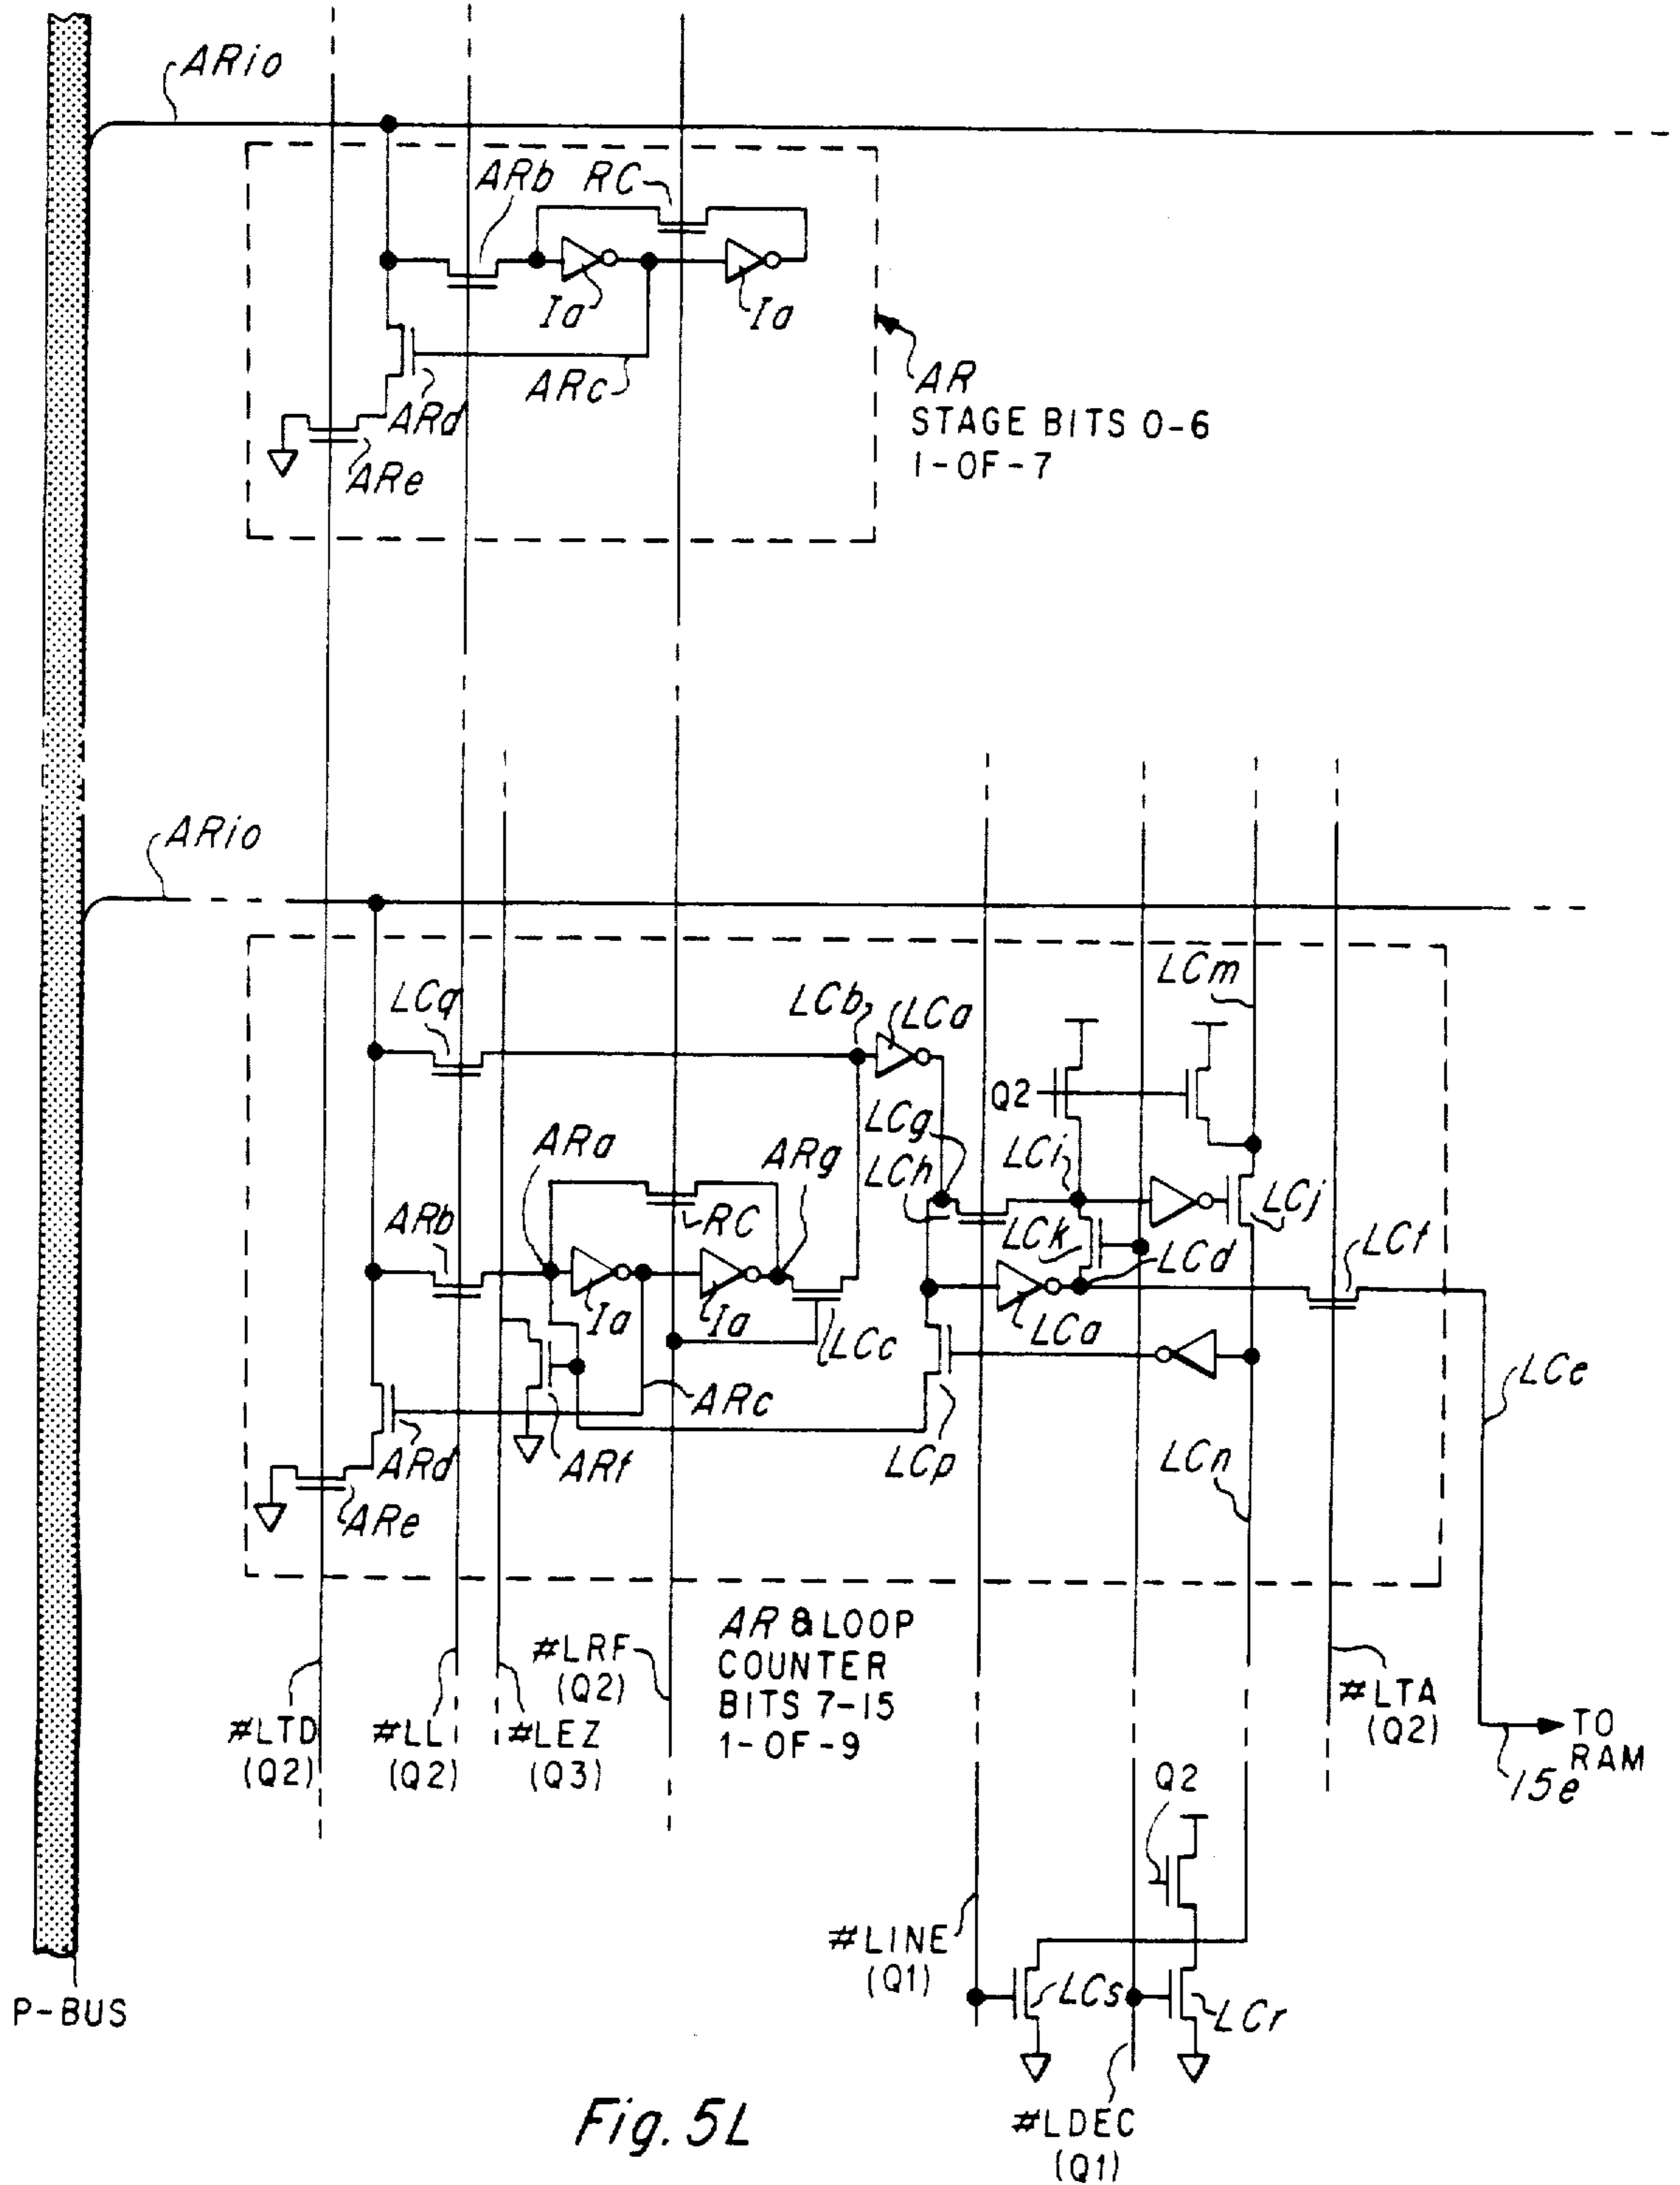 ARio
ARb
RC
Ia
Ia
ARc
ARd
ARe
AR
STAGE BITS 0-6
1-OF-7
ARio
LCq
LCb
LCa
LCm
Q2
LCg
LCh
LCi
LCj
LCk
LCd
LCf
ARa
ARg
ARb
RC
Ia
Ia
LCc
LCa
LCe
ARc
ARd
ARf
LCp
LCn
ARe
AR & LOOP
COUNTER
BITS 7-15
1-OF-9
#LRF
(Q2)
#LTD
(Q2)
#LL
(Q2)
#LEZ
(Q3)
#LTA
(Q2)
TO
RAM
15e
Q2
#LINE
(Q1)
LCs
LCr
P-BUS
#LDEC
(Q1)
Fig. 5L